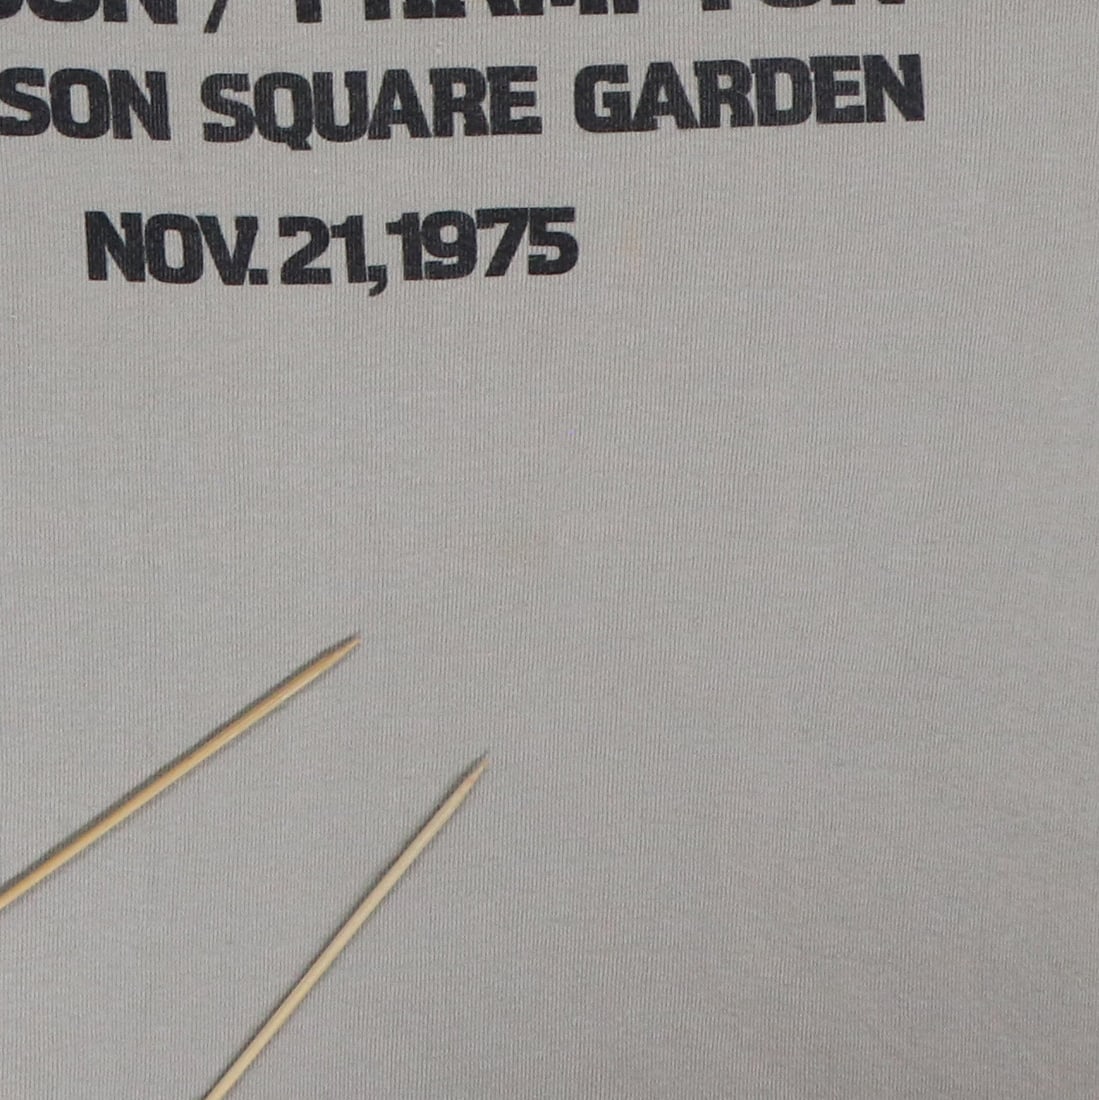 SON SQUARE GARDEN
NOV. 21, 1975